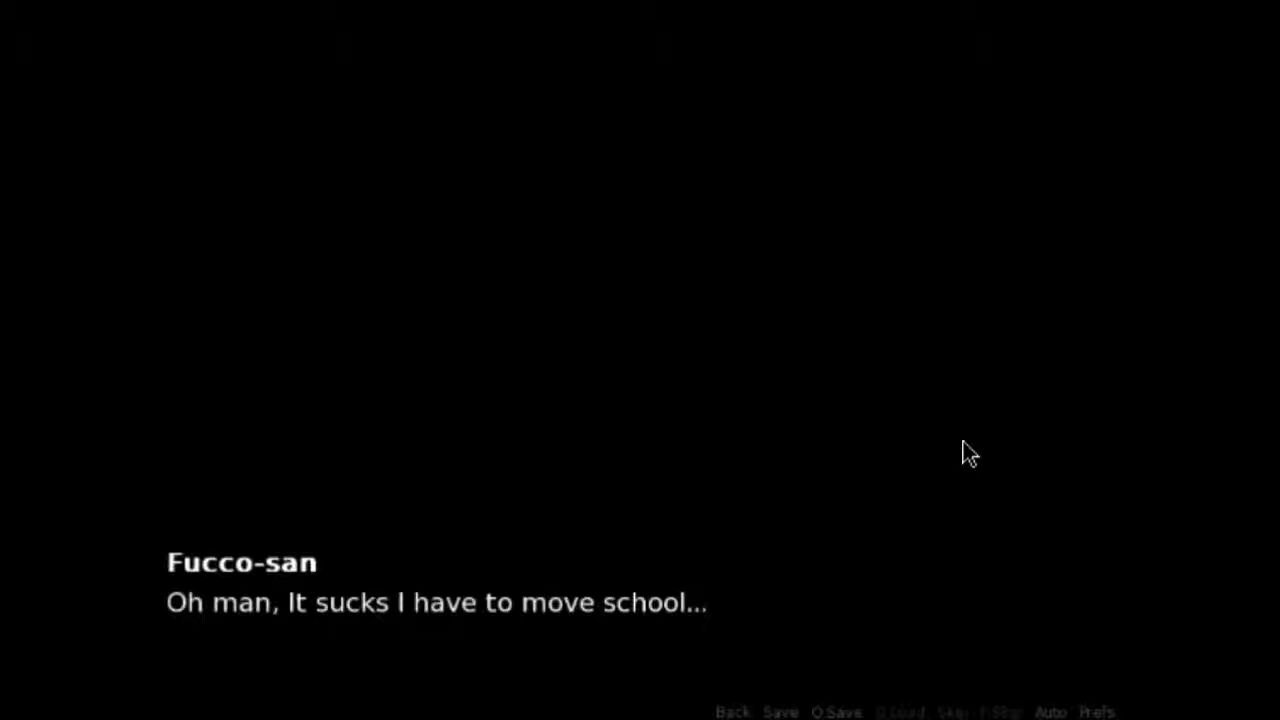 Fucco-san
Oh man, It sucks I have to move school...
Back Save Q.Save Auto Prefs